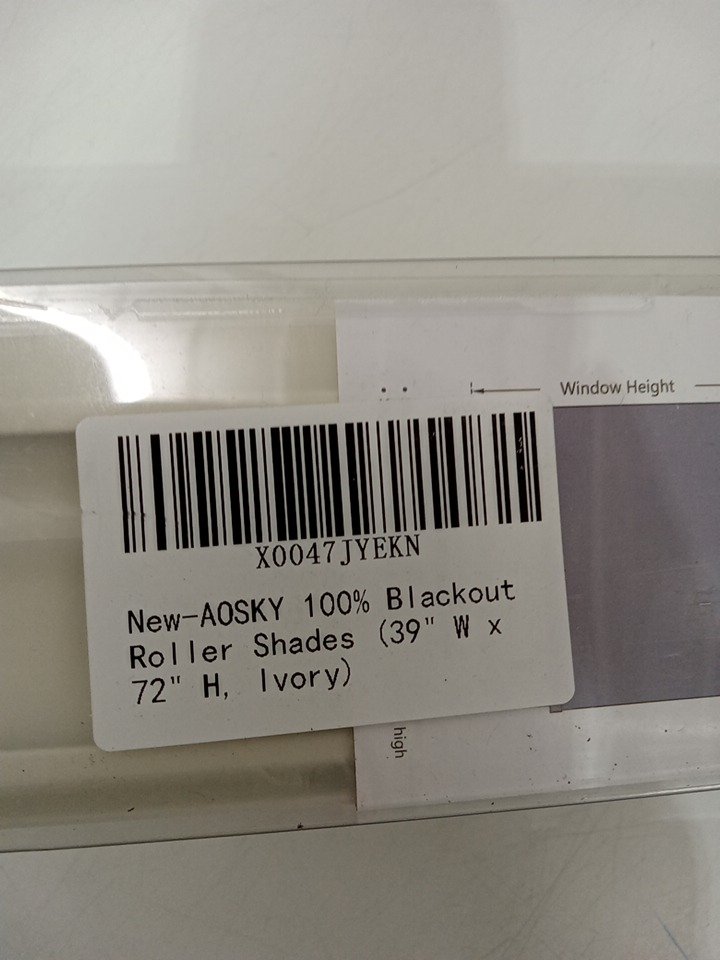 Window Height
X0047JYEKN
New-AOSKY 100% Blackout
Roller Shades (39" W x
72" H, Ivory)
high